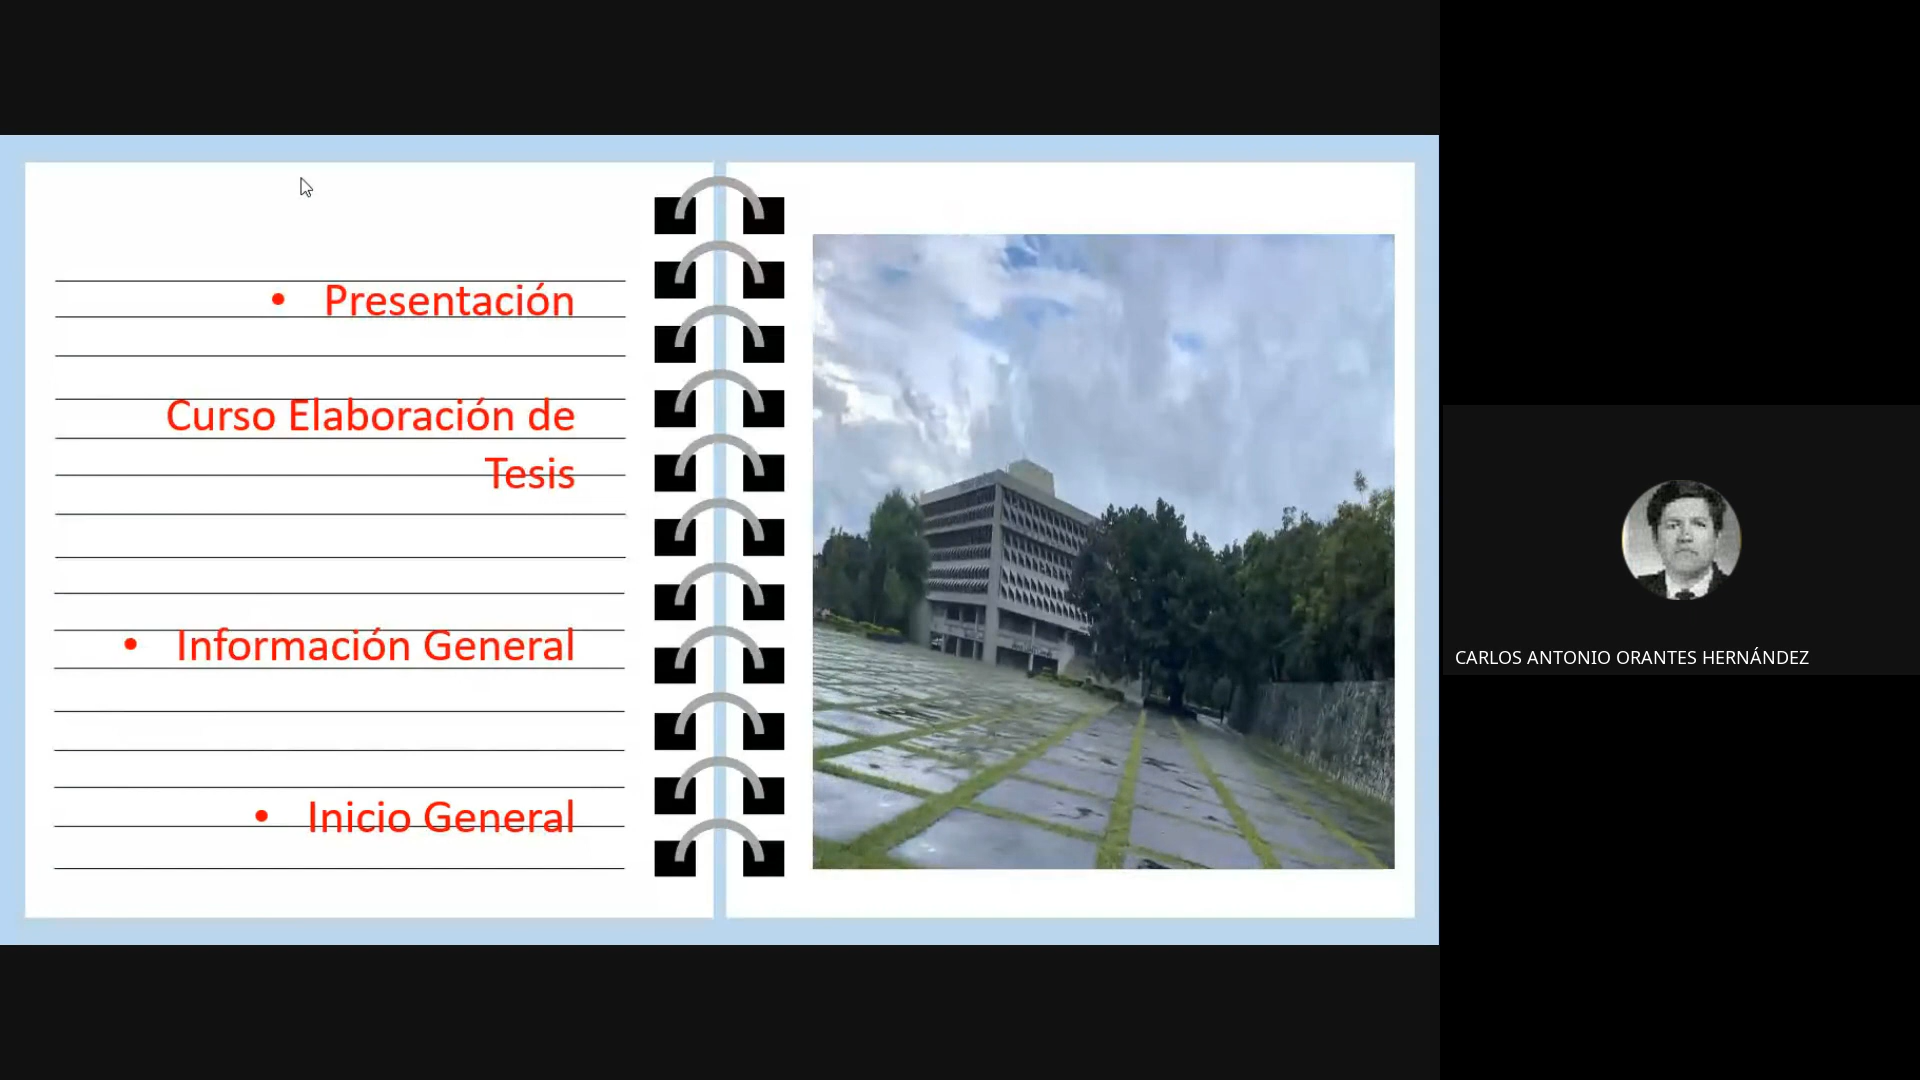 • Presentación
Curso Elaboración de
Tesis
• Información General
• Inicio General
CARLOS ANTONIO ORANTES HERNÁNDEZ